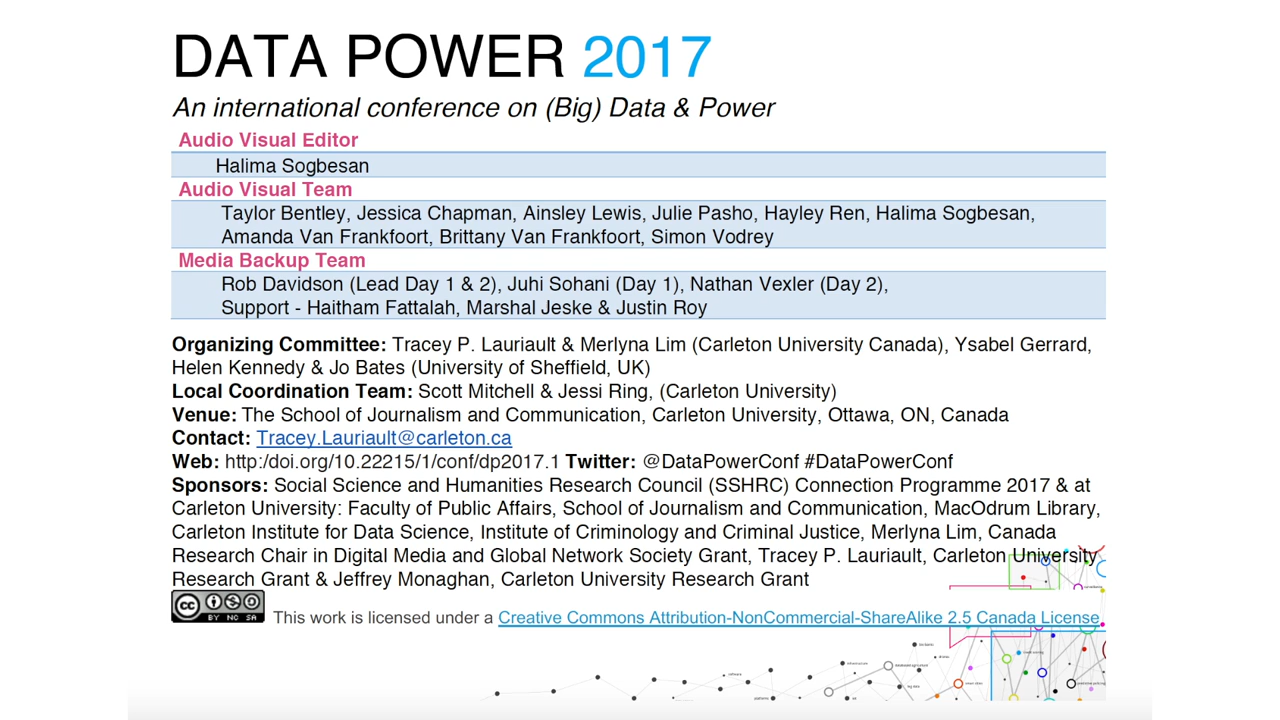 DATA POWER 2017
An international conference on (Big) Data & Power
Audio Visual Editor
Halima Sogbesan
Audio Visual Team
Taylor Bentley, Jessica Chapman, Ainsley Lewis, Julie Pasho, Hayley Ren, Halima Sogbesan,
Amanda Van Frankfoort, Brittany Van Frankfoort, Simon Vodrey
Media Backup Team
Rob Davidson (Lead Day 1 & 2), Juhi Sohani (Day 1), Nathan Vexler (Day 2),
Support - Haitham Fattalah, Marshal Jeske & Justin Roy
Organizing Committee: Tracey P. Lauriault & Merlyna Lim (Carleton University Canada), Ysabel Gerrard,
Helen Kennedy & Jo Bates (University of Sheffield, UK)
Local Coordination Team: Scott Mitchell & Jessi Ring, (Carleton University)
Venue: The School of Journalism and Communication, Carleton University, Ottawa, ON, Canada
Contact: Tracey.Lauriault@carleton.ca
Web: http:/doi.org/10.22215/1/conf/dp2017.1 Twitter: @DataPowerConf #DataPowerConf
Sponsors: Social Science and Humanities Research Council (SSHRC) Connection Programme 2017 & at
Carleton University: Faculty of Public Affairs, School of Journalism and Communication, MacOdrum Library,
Carleton Institute for Data Science, Institute of Criminology and Criminal Justice, Merlyna Lim, Canada
Research Chair in Digital Media and Global Network Society Grant, Tracey P. Lauriault, Carleton University
Research Grant & Jeffrey Monaghan, Carleton University Research Grant
cc BY NC SA
This work is licensed under a Creative Commons Attribution-NonCommercial-ShareAlike 2.5 Canada License